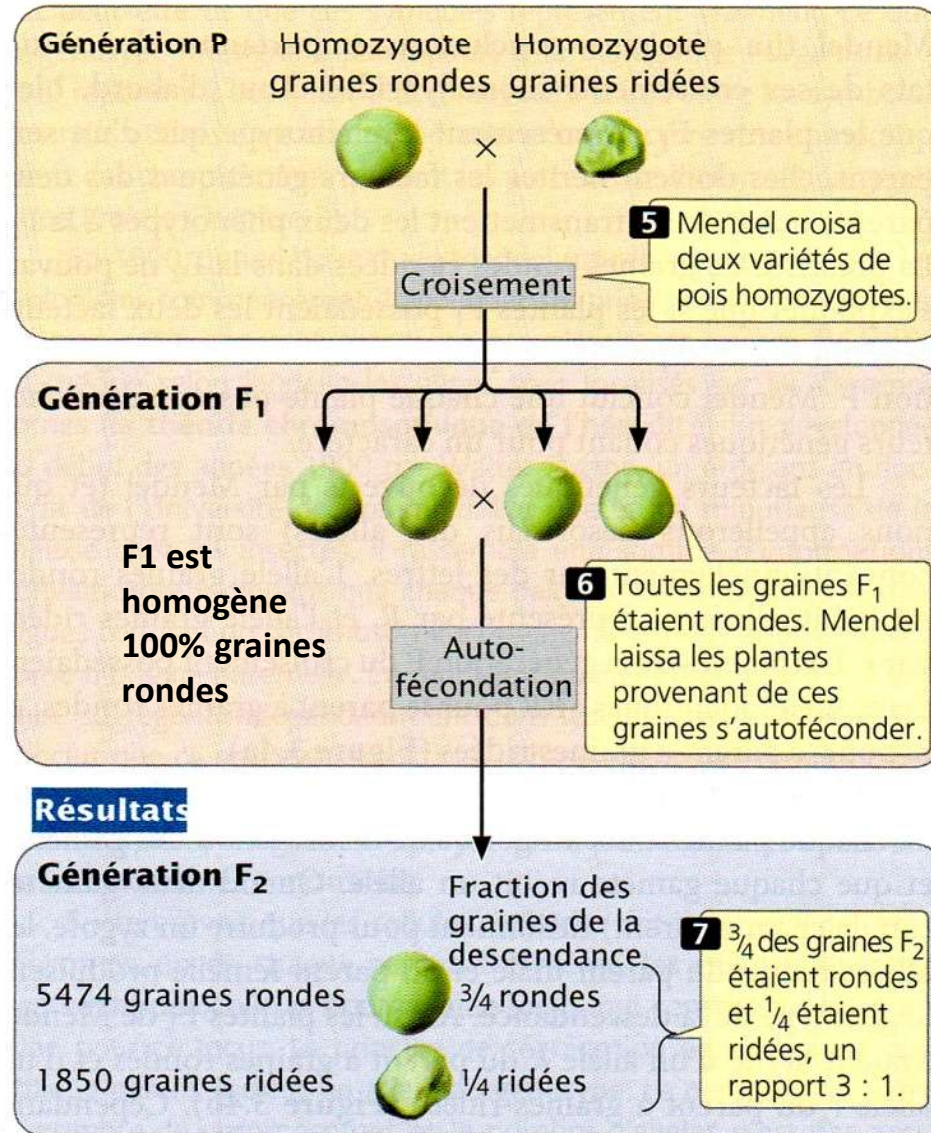 Génération P
Homozygote
graines rondes
Homozygote
graines ridées
×
5 Mendel croisa
deux variétés de
pois homozygotes.
Croisement
Génération F₁
×
F1 est
homogène
100% graines
rondes
6 Toutes les graines F₁
étaient rondes. Mendel
laissa les plantes
provenant de ces
graines s'autoféconder.
Auto-
fécondation
Résultats
Génération F₂
Fraction des
graines de la
descendance
5474 graines rondes
3/4 rondes
1850 graines ridées
1/4 ridées
7 3/4 des graines F₂
étaient rondes
et 1/4 étaient
ridées, un
rapport 3 : 1.